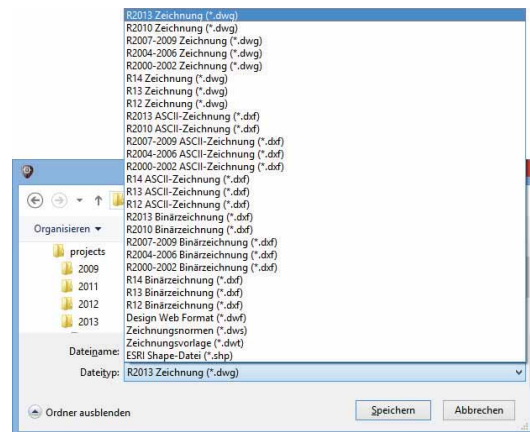 R2013 Zeichnung (*.dwg)
R2010 Zeichnung (*.dwg)
R2007-2009 Zeichnung (*.dwg)
R2004-2006 Zeichnung (*.dwg)
R2000-2002 Zeichnung (*.dwg)
R14 Zeichnung (*.dwg)
R13 Zeichnung (*.dwg)
R12 Zeichnung (*.dwg)
R2013 ASCII-Zeichnung (*.dxf)
R2010 ASCII-Zeichnung (*.dxf)
R2007-2009 ASCII-Zeichnung (*.dxf)
R2004-2006 ASCII-Zeichnung (*.dxf)
R2000-2002 ASCII-Zeichnung (*.dxf)
R14 ASCII-Zeichnung (*.dxf)
R13 ASCII-Zeichnung (*.dxf)
R12 ASCII-Zeichnung (*.dxf)
R2013 Binärzeichnung (*.dxf)
R2010 Binärzeichnung (*.dxf)
R2007-2009 Binärzeichnung (*.dxf)
R2004-2006 Binärzeichnung (*.dxf)
R2000-2002 Binärzeichnung (*.dxf)
R14 Binärzeichnung (*.dxf)
R13 Binärzeichnung (*.dxf)
R12 Binärzeichnung (*.dxf)
Design Web Format (*.dwf)
Zeichnungsnormen (*.dws)
Zeichnungsvorlage (*.dwt)
ESRI Shape-Datei (*.shp)
Organisieren
projects
2009
2011
2012
2013
Dateiname:
Dateityp: R2013 Zeichnung (*.dwg)
Ordner ausblenden Speichern Abbrechen